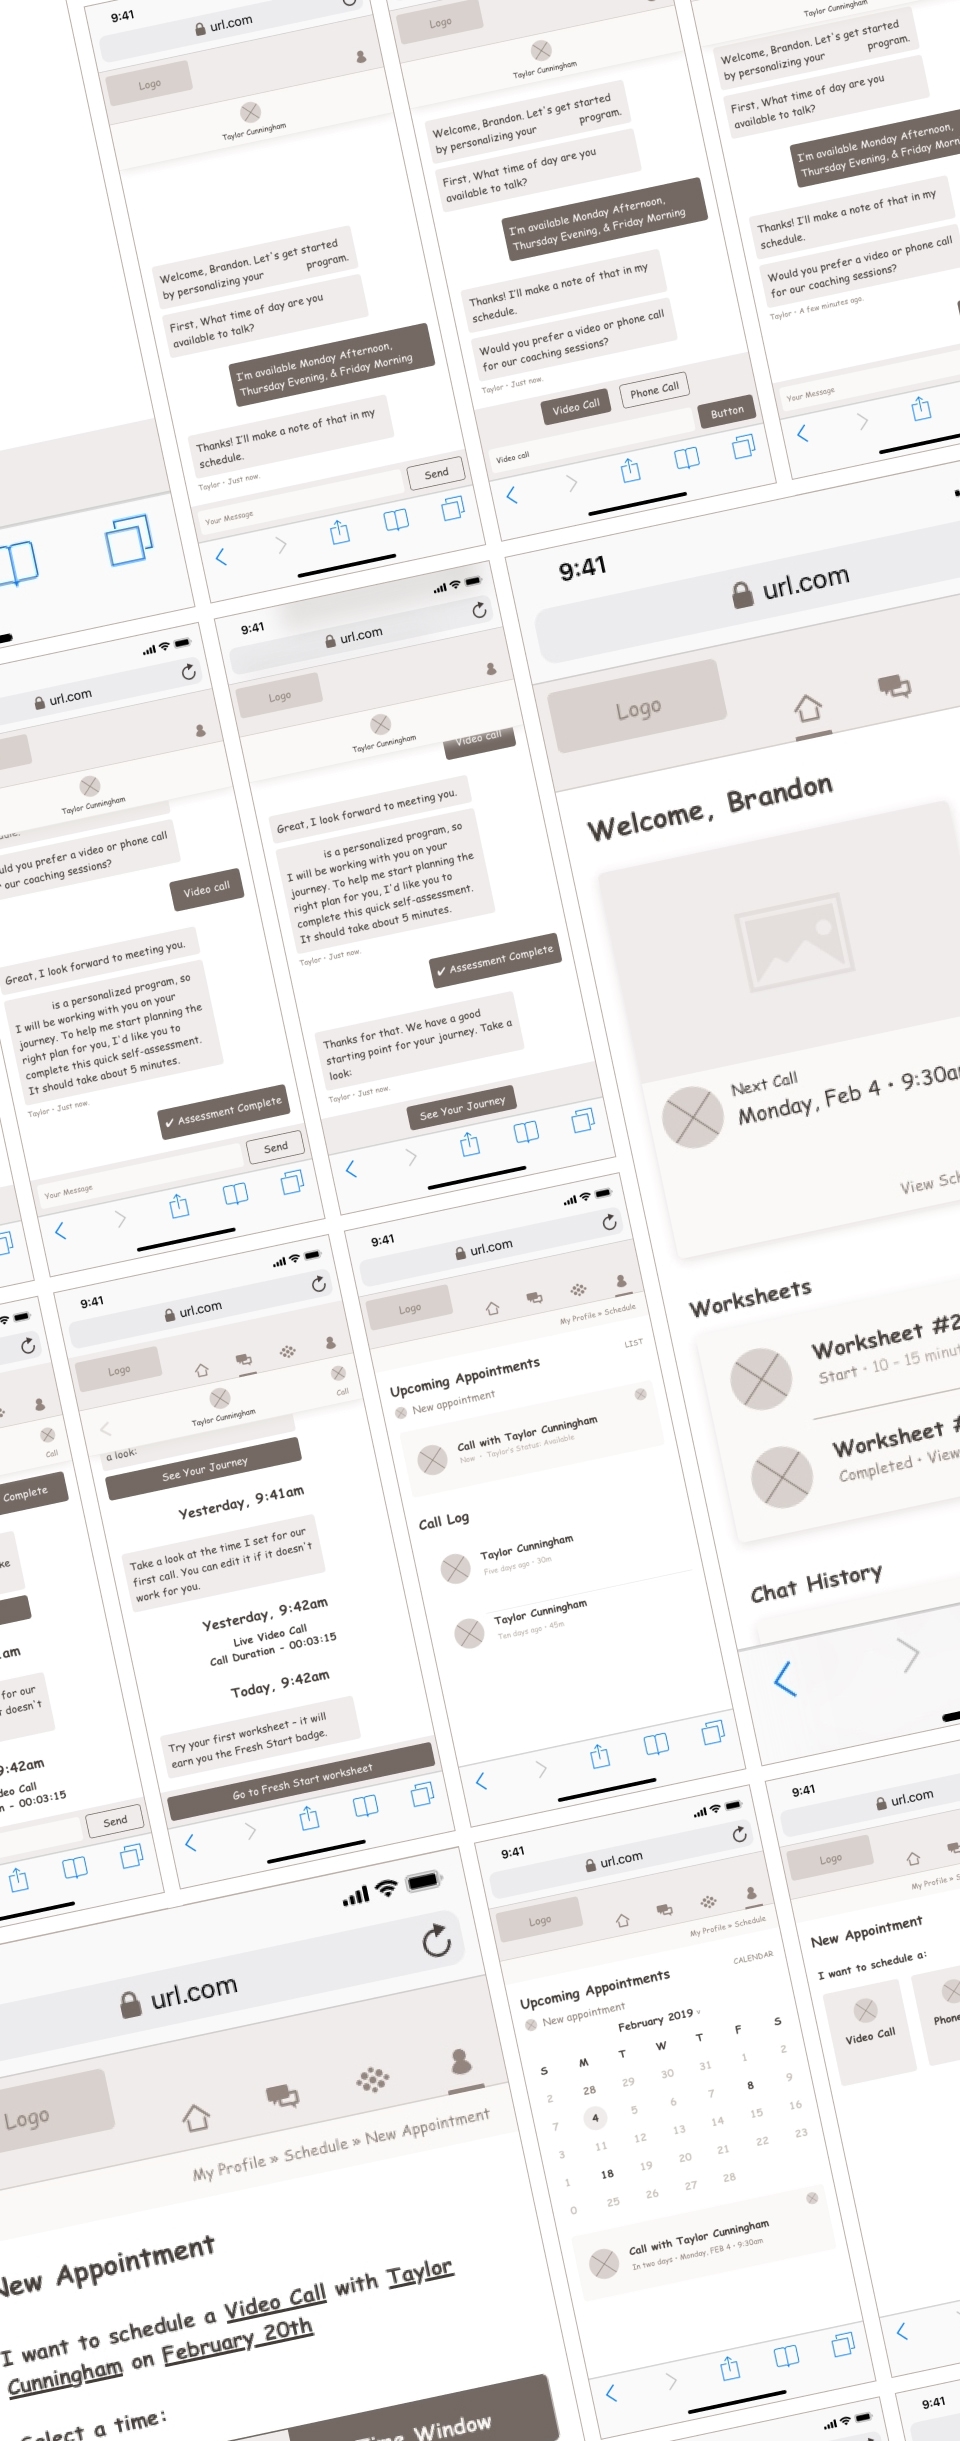 9:41
url.com
Logo
Taylor Cunningham
Welcome, Brandon. Let's get started
by personalizing your program.
First, What time of day are you
available to talk?
I'm available Monday Afternoon,
Thursday Evening, & Friday Morning
Thanks! I'll make a note of that in my
schedule.
Taylor • Just now.
Your Message
Send
Logo
Taylor Cunningham
Welcome, Brandon. Let's get started
by personalizing your program.
First, What time of day are you
available to talk?
I'm available Monday Afternoon,
Thursday Evening, & Friday Morning
Thanks! I'll make a note of that in my
schedule.
Would you prefer a video or phone call
for our coaching sessions?
Taylor • Just now.
Video Call
Phone Call
Video call
Button
Taylor Cunningham
Welcome, Brandon. Let's get started
by personalizing your program.
First, What time of day are you
available to talk?
I'm available Monday Afternoon,
Thursday Evening, & Friday Morn
Thanks! I'll make a note of that in my
schedule.
Would you prefer a video or phone call
for our coaching sessions?
Taylor • A few minutes ago.
Your Message
url.com
Taylor Cunningham
uld you prefer a video or phone call
our coaching sessions?
Video call
Great, I look forward to meeting you.
is a personalized program, so
I will be working with you on your
journey. To help me start planning the
right plan for you, I'd like you to
complete this quick self-assessment.
It should take about 5 minutes.
Taylor • Just now.
✓ Assessment Complete
Your Message
Send
9:41
url.com
Logo
Taylor Cunningham
Video call
Great, I look forward to meeting you.
is a personalized program, so
I will be working with you on your
journey. To help me start planning the
right plan for you, I'd like you to
complete this quick self-assessment.
It should take about 5 minutes.
Taylor • Just now.
✓ Assessment Complete
Thanks for that. We have a good
starting point for your journey. Take a
look:
Taylor • Just now.
See Your Journey
9:41
url.com
Logo
Welcome, Brandon
Next Call
Monday, Feb 4 • 9:30am
View Sch
Worksheets
Worksheet #2
Start • 10 - 15 minut
Worksheet #
Completed • View
Chat History
Call
Complete
ke
am
for our
doesn't
9:42am
deo Call
n - 00:03:15
Send
9:41
url.com
Logo
Call
Taylor Cunningham
a look:
See Your Journey
Yesterday, 9:41am
Take a look at the time I set for our
first call. You can edit it if it doesn't
work for you.
Yesterday, 9:42am
Live Video Call
Call Duration - 00:03:15
Today, 9:42am
Try your first worksheet - it will
earn you the Fresh Start badge.
Go to Fresh Start worksheet
9:41
url.com
Logo
My Profile » Schedule
LIST
Upcoming Appointments
New appointment
Call with Taylor Cunningham
Now • Taylor's Status: Available
Call Log
Taylor Cunningham
Five days ago • 30m
Taylor Cunningham
Ten days ago • 45m
url.com
Logo
My Profile » Schedule » New Appointment
New Appointment
I want to schedule a Video Call with Taylor
Cunningham on February 20th
Select a time:
Time Window
9:41
url.com
Logo
My Profile » Schedule
CALENDAR
Upcoming Appointments
New appointment
February 2019
S M T W T F S
2 28 29 30 31 1 2
7 4 5 6 7 8 9
3 11 12 13 14 15 16
1 18 19 20 21 22 23
0 25 26 27 28
Call with Taylor Cunningham
In two days • Monday, FEB 4 • 9:30am
9:41
url.com
Logo
My Profile » S
New Appointment
I want to schedule a:
Video Call
Phone
9:41